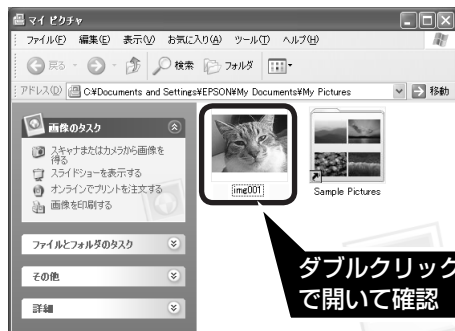 マイ ピクチャ
ファイル(F) 編集(E) 表示(V) お気に入り(A) ツール(T) ヘルプ(H)
戻る 検索 フォルダ
アドレス(D) C:¥Documents and Settings¥EPSON¥My Documents¥My Pictures 移動
画像のタスク
スキャナまたはカメラから画像を
得る
スライドショーを表示する
オンラインでプリントを注文する
画像を印刷する
ファイルとフォルダのタスク
その他
詳細
img001
Sample Pictures
ダブルクリック
で開いて確認